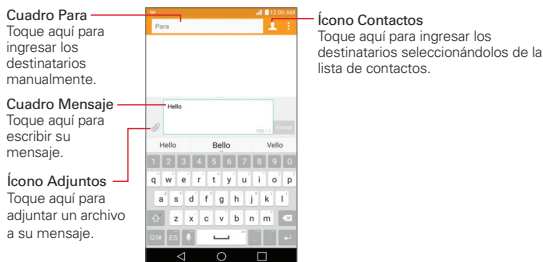 Cuadro Para
Toque aquí para
ingresar los
destinatarios
manualmente.
Cuadro Mensaje
Toque aquí para
escribir su
mensaje.
Ícono Adjuntos
Toque aquí para
adjuntar un archivo
a su mensaje.
12:06 AM
Para
Hello
Enviar
Hello Bello Vello
1 2 3 4 5 6 7 8 9 0
q w e r t y u i o p
a s d f g h j k l
z x c v b n m
ES
Ícono Contactos
Toque aquí para ingresar los
destinatarios seleccionándolos de la
lista de contactos.